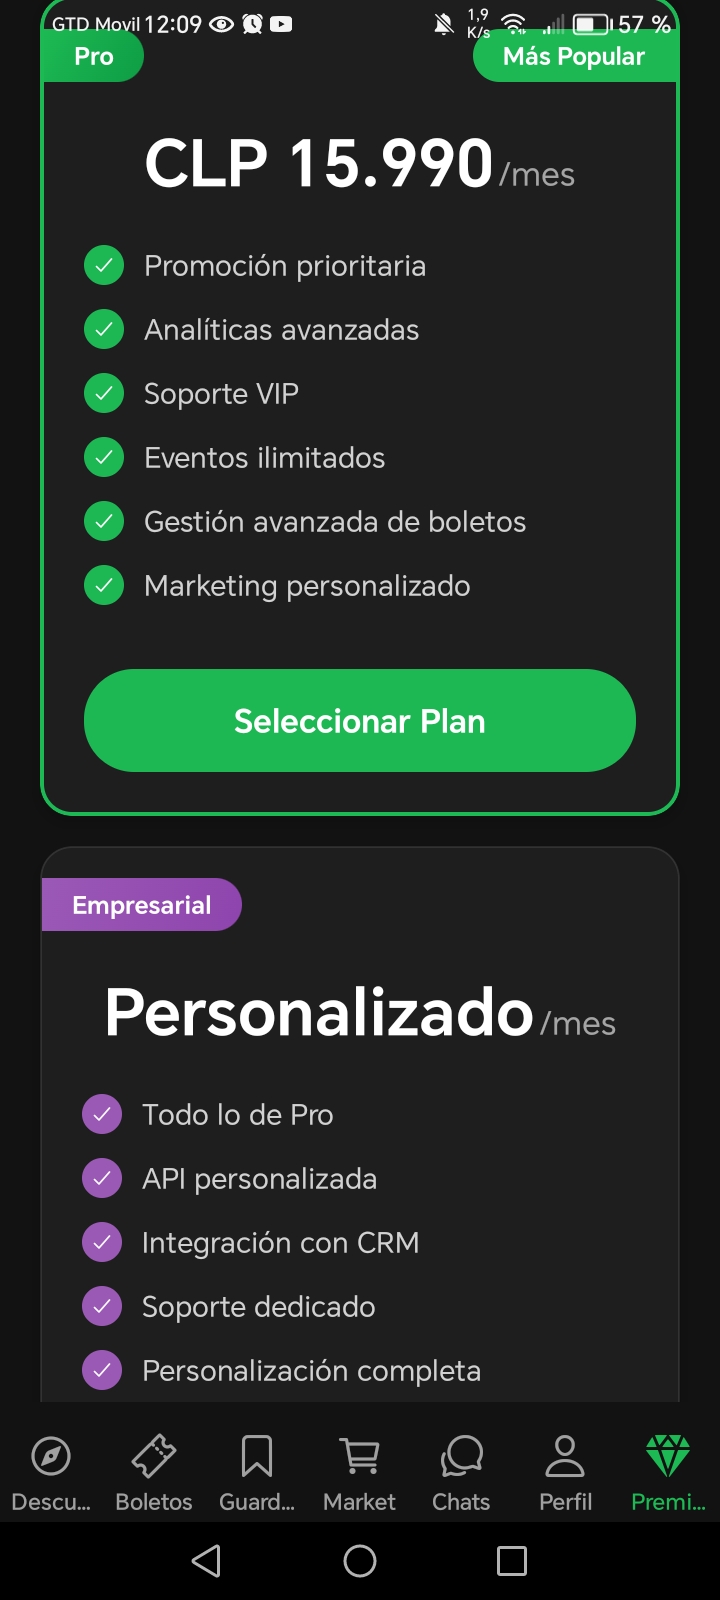 GTD Movil 12:09 1,9 K/s 57 %
Pro Más Popular
CLP 15.990 /mes
Promoción prioritaria
Analíticas avanzadas
Soporte VIP
Eventos ilimitados
Gestión avanzada de boletos
Marketing personalizado
Seleccionar Plan
Empresarial
Personalizado /mes
Todo lo de Pro
API personalizada
Integración con CRM
Soporte dedicado
Personalización completa
Descu... Boletos Guard... Market Chats Perfil Premi...